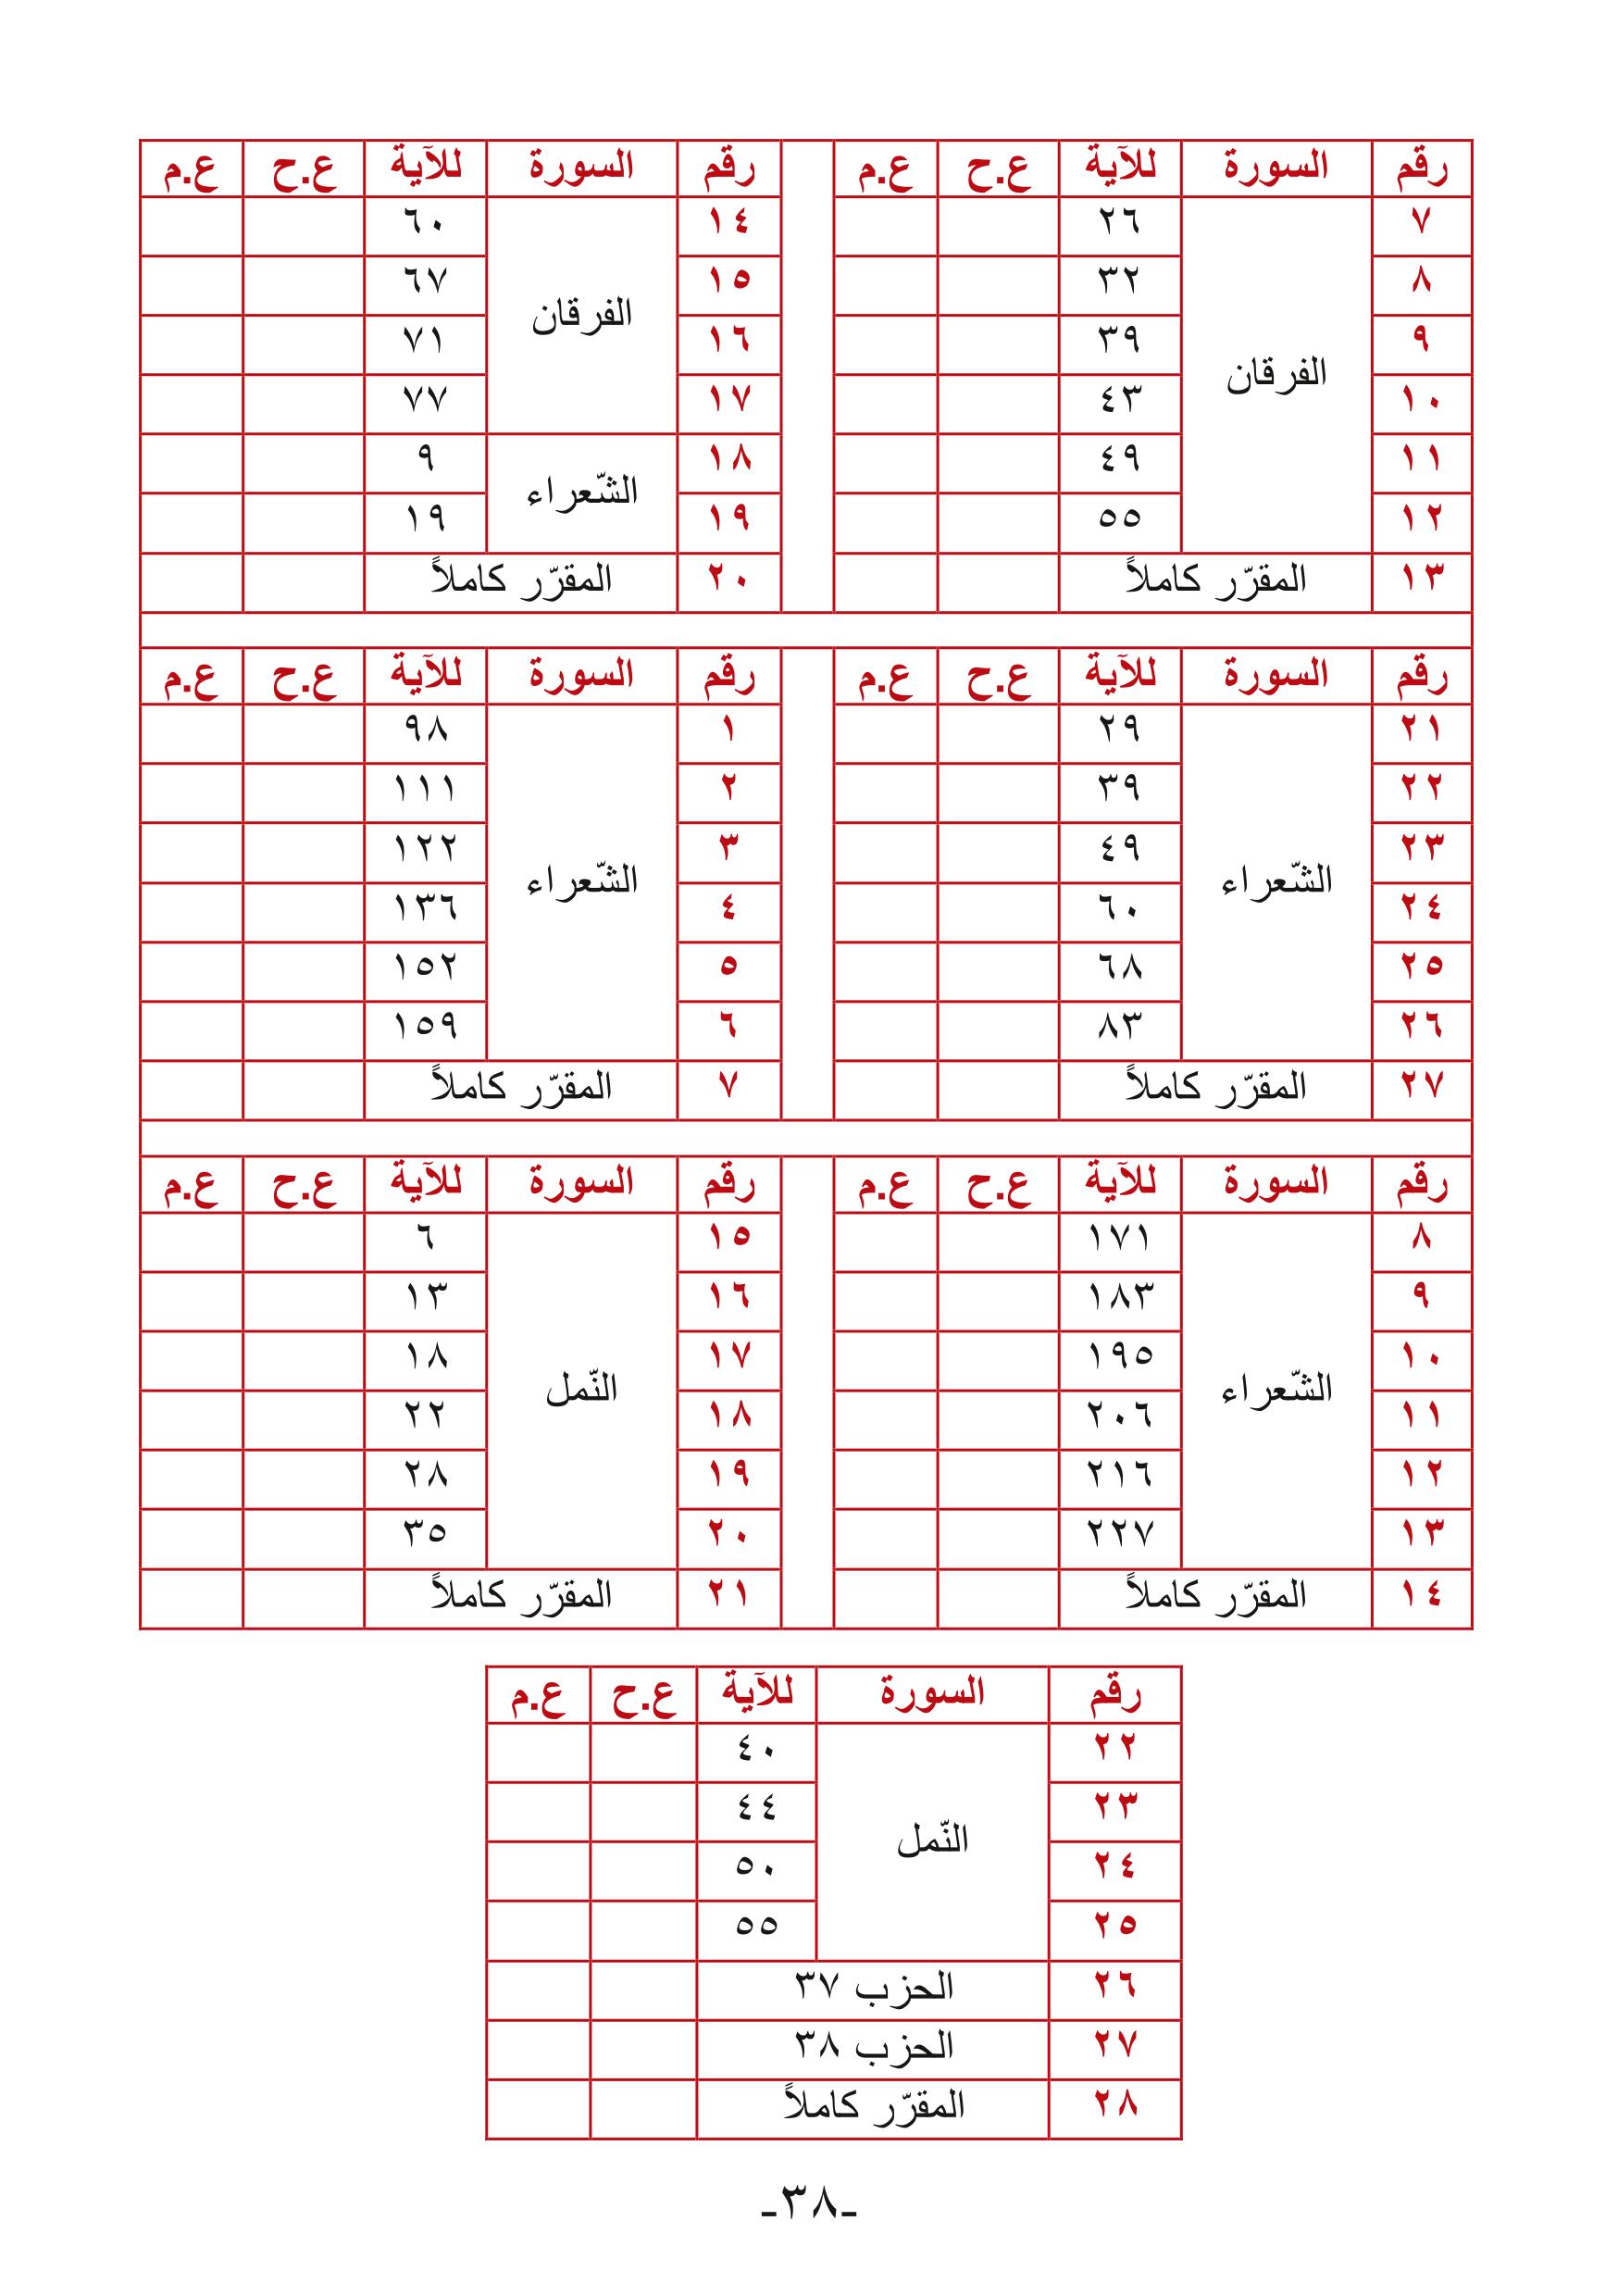 رقم السورة للآية ع.ح ع.م رقم السورة للآية ع.ح ع.م
٧ الفرقان ٢٦ ١٤ الفرقان ٦٠
٨ ٣٢ ١٥ ٦٧
٩ ٣٩ ١٦ ٧١
١٠ ٤٣ ١٧ ٧٧
١١ ٤٩ ١٨ الشّعراء ٩
١٢ ٥٥ ١٩ ١٩
١٣ المقرّر كاملاً ٢٠ المقرّر كاملاً
رقم السورة للآية ع.ح ع.م رقم السورة للآية ع.ح ع.م
٢١ الشّعراء ٢٩ ١ الشّعراء ٩٨
٢٢ ٣٩ ٢ ١١١
٢٣ ٤٩ ٣ ١٢٢
٢٤ ٦٠ ٤ ١٣٦
٢٥ ٦٨ ٥ ١٥٢
٢٦ ٨٣ ٦ ١٥٩
٢٧ المقرّر كاملاً ٧ المقرّر كاملاً
رقم السورة للآية ع.ح ع.م رقم السورة للآية ع.ح ع.م
٨ الشّعراء ١٧١ ١٥ النّمل ٦
٩ ١٨٣ ١٦ ١٣
١٠ ١٩٥ ١٧ ١٨
١١ ٢٠٦ ١٨ ٢٢
١٢ ٢١٦ ١٩ ٢٨
١٣ ٢٢٧ ٢٠ ٣٥
١٤ المقرّر كاملاً ٢١ المقرّر كاملاً
رقم السورة للآية ع.ح ع.م
٢٢ النّمل ٤٠
٢٣ ٤٤
٢٤ ٥٠
٢٥ ٥٥
٢٦ الحزب ٣٧
٢٧ الحزب ٣٨
٢٨ المقرّر كاملاً
-٣٨-